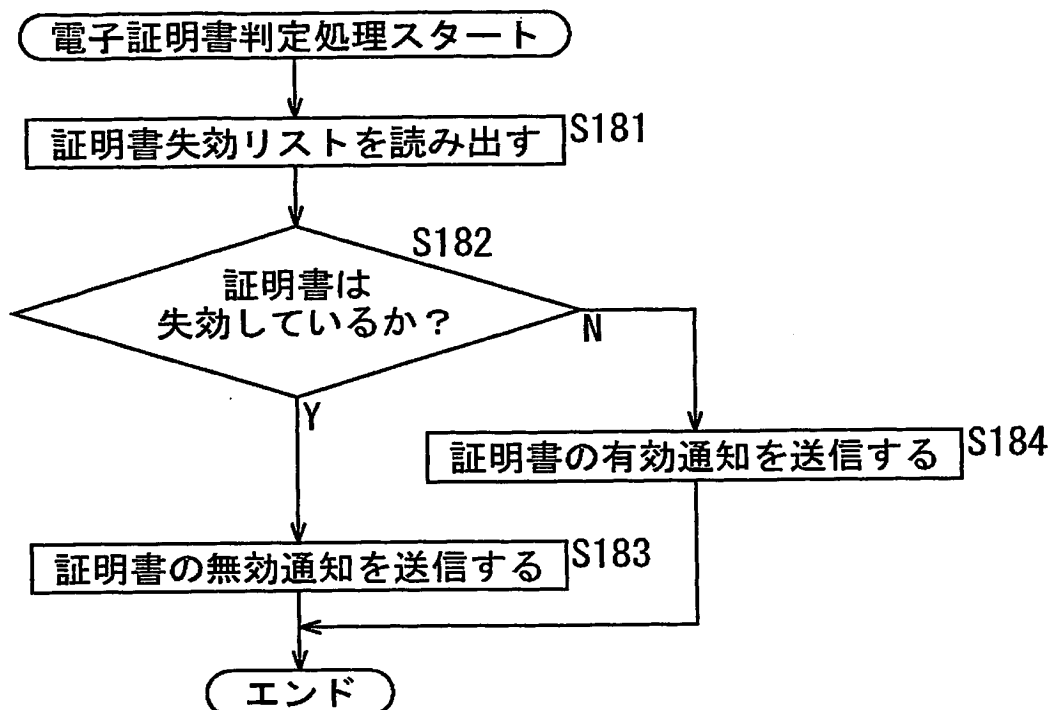 電子証明書判定処理スタート
証明書失効リストを読み出す
S181
S182
証明書は
失効しているか？
N
Y
証明書の有効通知を送信する
S184
証明書の無効通知を送信する
S183
エンド